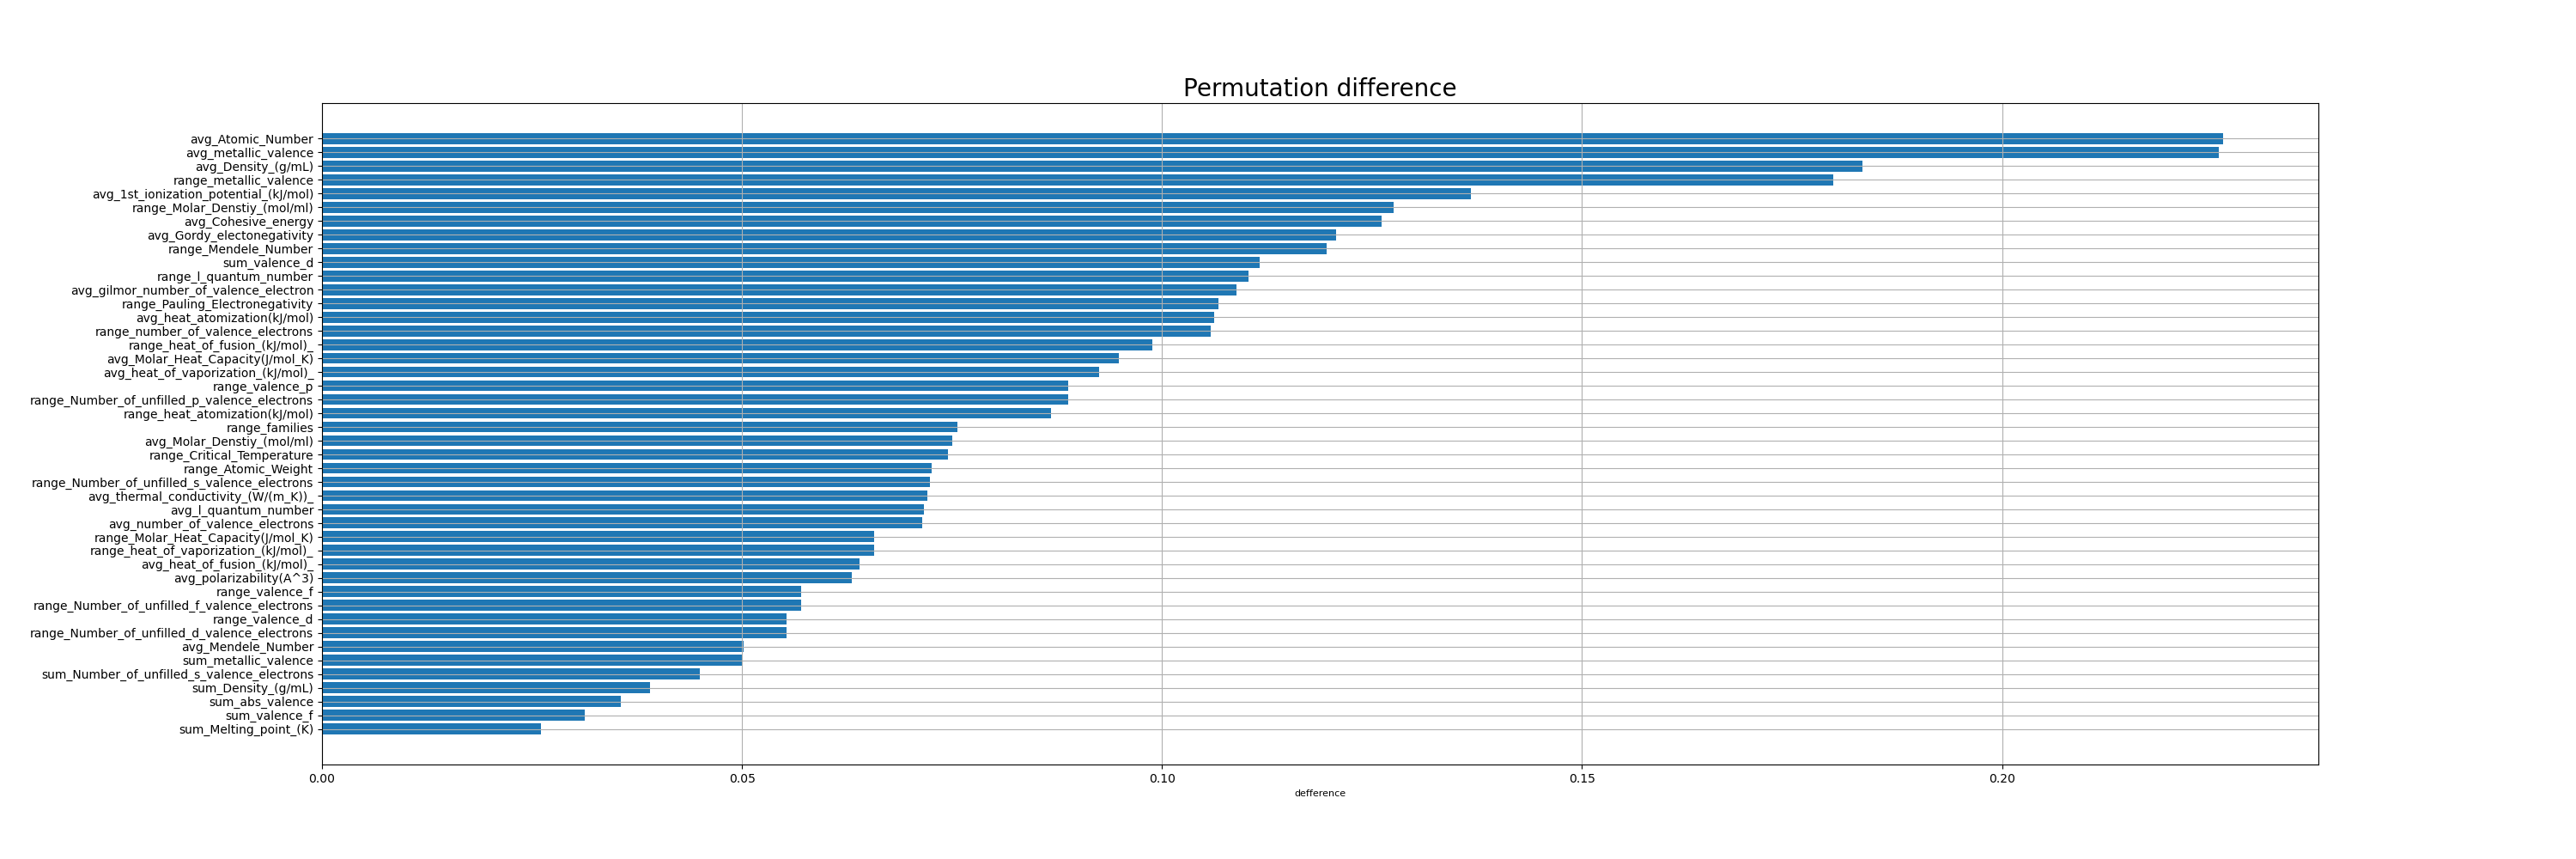 Permutation difference
avg_Atomic_Number
avg_metallic_valence
avg_Density_(g/mL)
range_metallic_valence
avg_1st_ionization_potential_(kJ/mol)
range_Molar_Denstiy_(mol/ml)
avg_Cohesive_energy
avg_Gordy_electonegativity
range_Mendele_Number
sum_valence_d
range_l_quantum_number
avg_gilmor_number_of_valence_electron
range_Pauling_Electronegativity
avg_heat_atomization(kJ/mol)
range_number_of_valence_electrons
range_heat_of_fusion_(kJ/mol)_
avg_Molar_Heat_Capacity(J/mol_K)
avg_heat_of_vaporization_(kJ/mol)_
range_valence_p
range_Number_of_unfilled_p_valence_electrons
range_heat_atomization(kJ/mol)
range_families
avg_Molar_Denstiy_(mol/ml)
range_Critical_Temperature
range_Atomic_Weight
range_Number_of_unfilled_s_valence_electrons
avg_thermal_conductivity_(W/(m_K))_
avg_l_quantum_number
avg_number_of_valence_electrons
range_Molar_Heat_Capacity(J/mol_K)
range_heat_of_vaporization_(kJ/mol)_
avg_heat_of_fusion_(kJ/mol)_
avg_polarizability(A^3)
range_valence_f
range_Number_of_unfilled_f_valence_electrons
range_valence_d
range_Number_of_unfilled_d_valence_electrons
avg_Mendele_Number
sum_metallic_valence
sum_Number_of_unfilled_s_valence_electrons
sum_Density_(g/mL)
sum_abs_valence
sum_valence_f
sum_Melting_point_(K)
0.00 0.05 0.10 0.15 0.20
defference